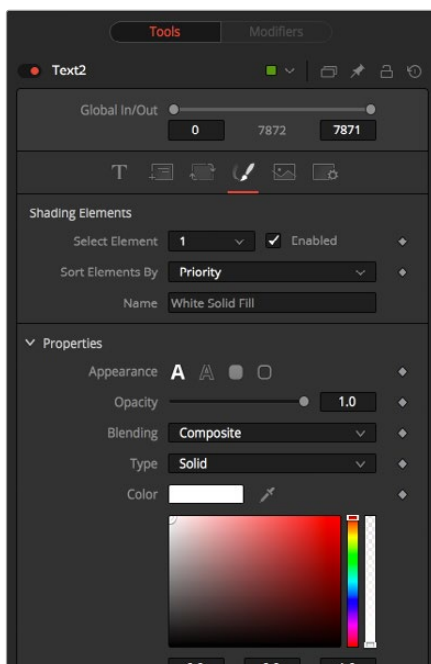 Tools Modifiers
Text2
Global In/Out
0 7872 7871
T
Shading Elements
Select Element 1 Enabled
Sort Elements By Priority
Name White Solid Fill
Properties
Appearance A A
Opacity 1.0
Blending Composite
Type Solid
Color